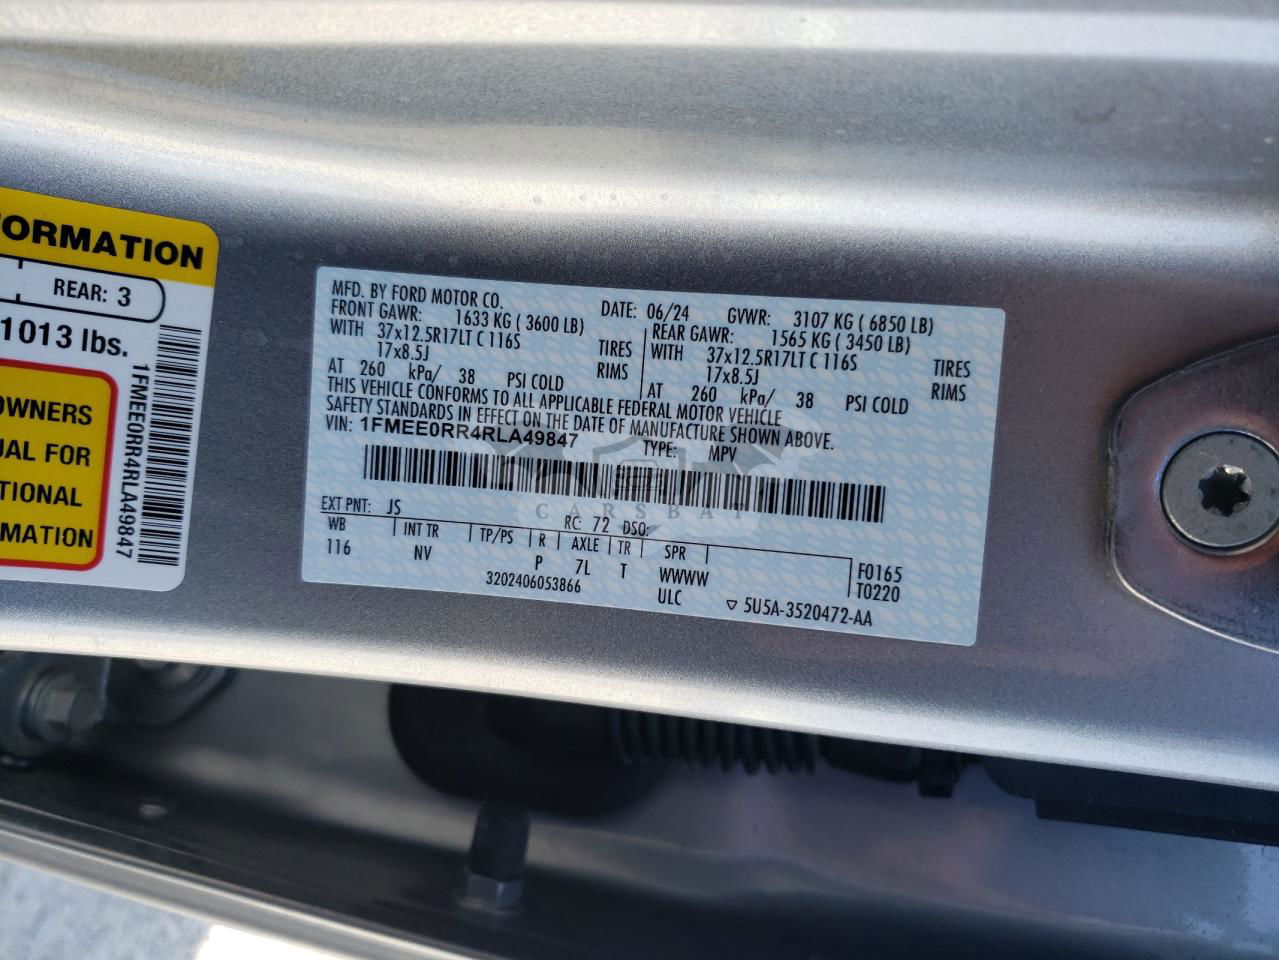 FORMATION
REAR: 3
1013 lbs.
OWNERS
UAL FOR
TIONAL
RMATION
1FMEE0RR4RLA49847
MFD. BY FORD MOTOR CO.
DATE: 06/24 GVWR: 3107 KG (6850 LB)
FRONT GAWR: 1633 KG (3600 LB)
WITH 37x12.5R17LT C 116S TIRES
17x8.5J RIMS
AT 260 kPa/ 38 PSI COLD
REAR GAWR: 1565 KG (3450 LB)
WITH 37x12.5R17LT C 116S TIRES
17x8.5J RIMS
AT 260 kPa/ 38 PSI COLD
THIS VEHICLE CONFORMS TO ALL APPLICABLE FEDERAL MOTOR VEHICLE
SAFETY STANDARDS IN EFFECT ON THE DATE OF MANUFACTURE SHOWN ABOVE.
VIN: 1FMEE0RR4RLA49847
TYPE: MPV
CARSBAT
EXT PNT: JS RC: 72 DSO:
WB INT TR TP/PS R AXLE TR SPR
116 NV P 7L T WWWW F0165
3202406053866 ULC T0220
5U5A-3520472-AA